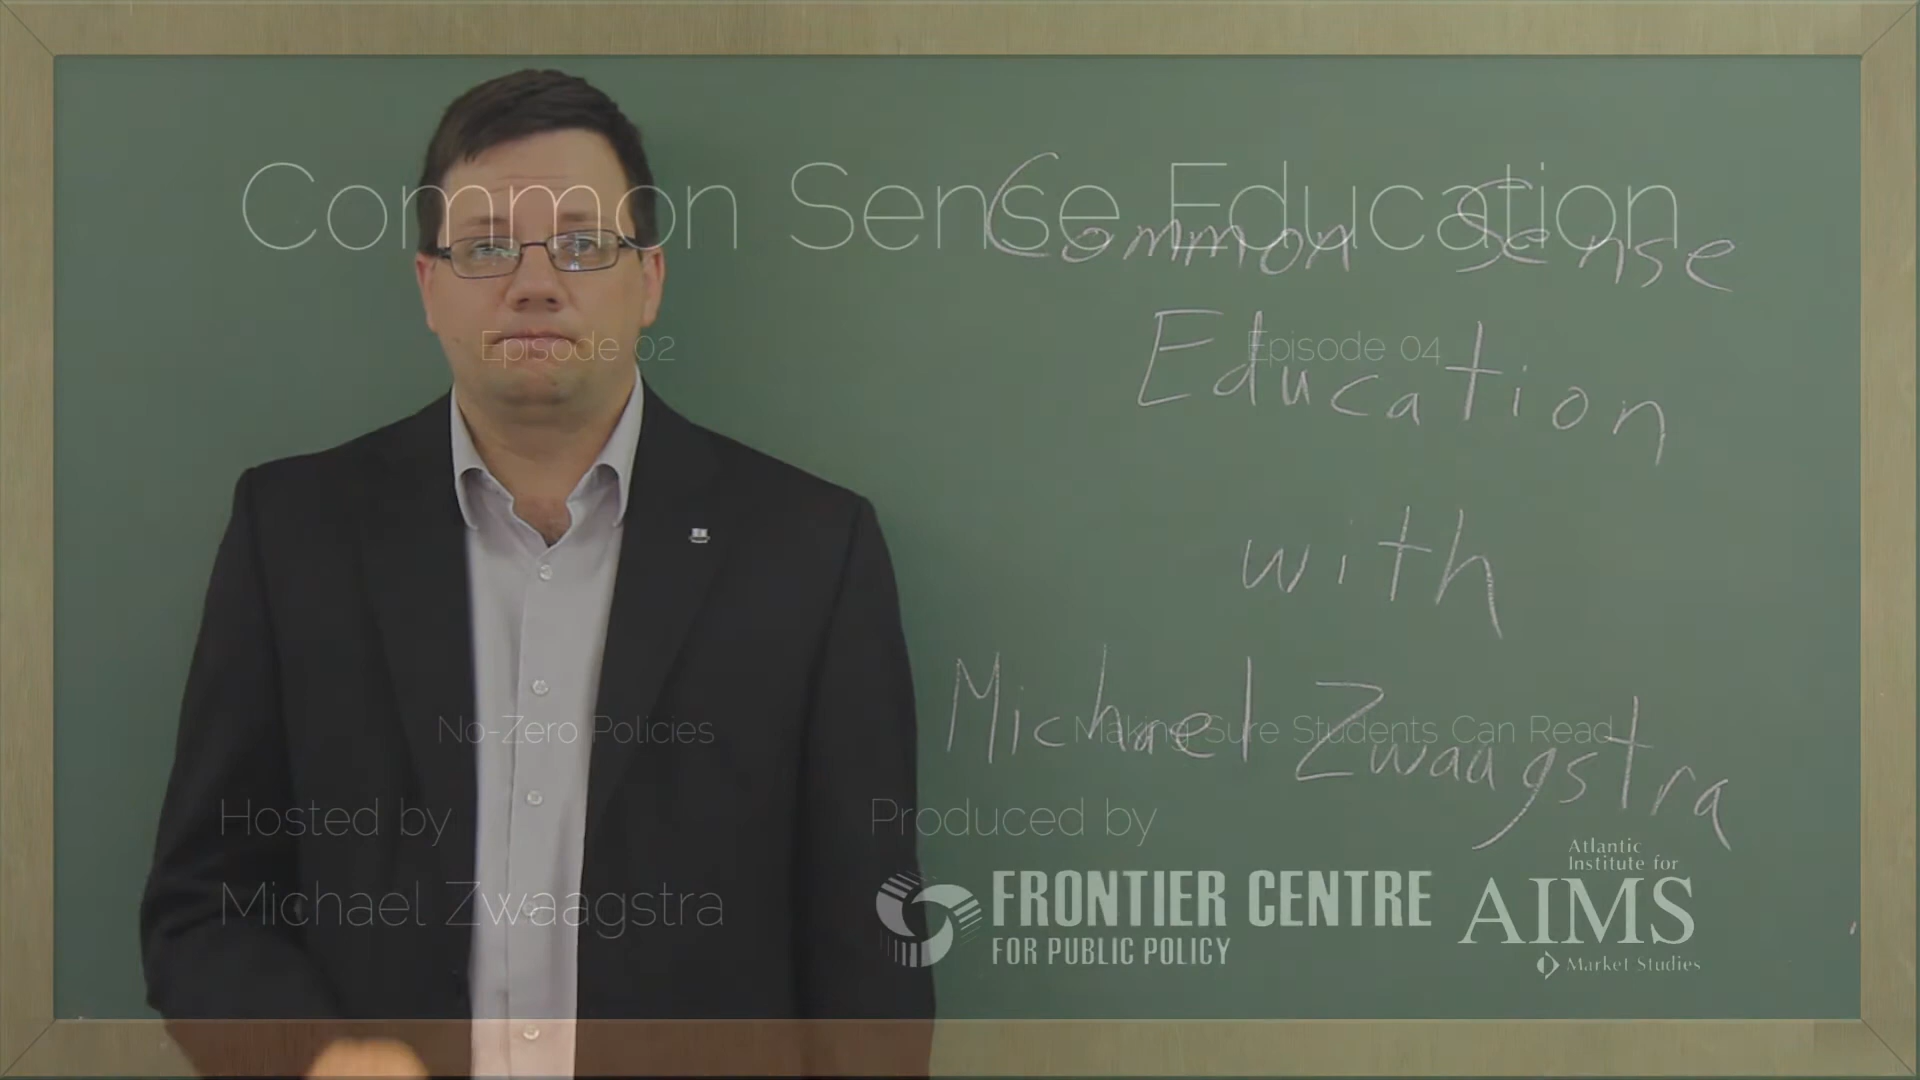 Common Sense Education
Common Sense
Education
with
Michael Zwaagstra
Episode 02
Episode 04
No-Zero Policies
Making Sure Students Can Read
Hosted by
Michael Zwaagstra
Produced by
FRONTIER CENTRE
FOR PUBLIC POLICY
Atlantic
Institute for
AIMS
Market Studies